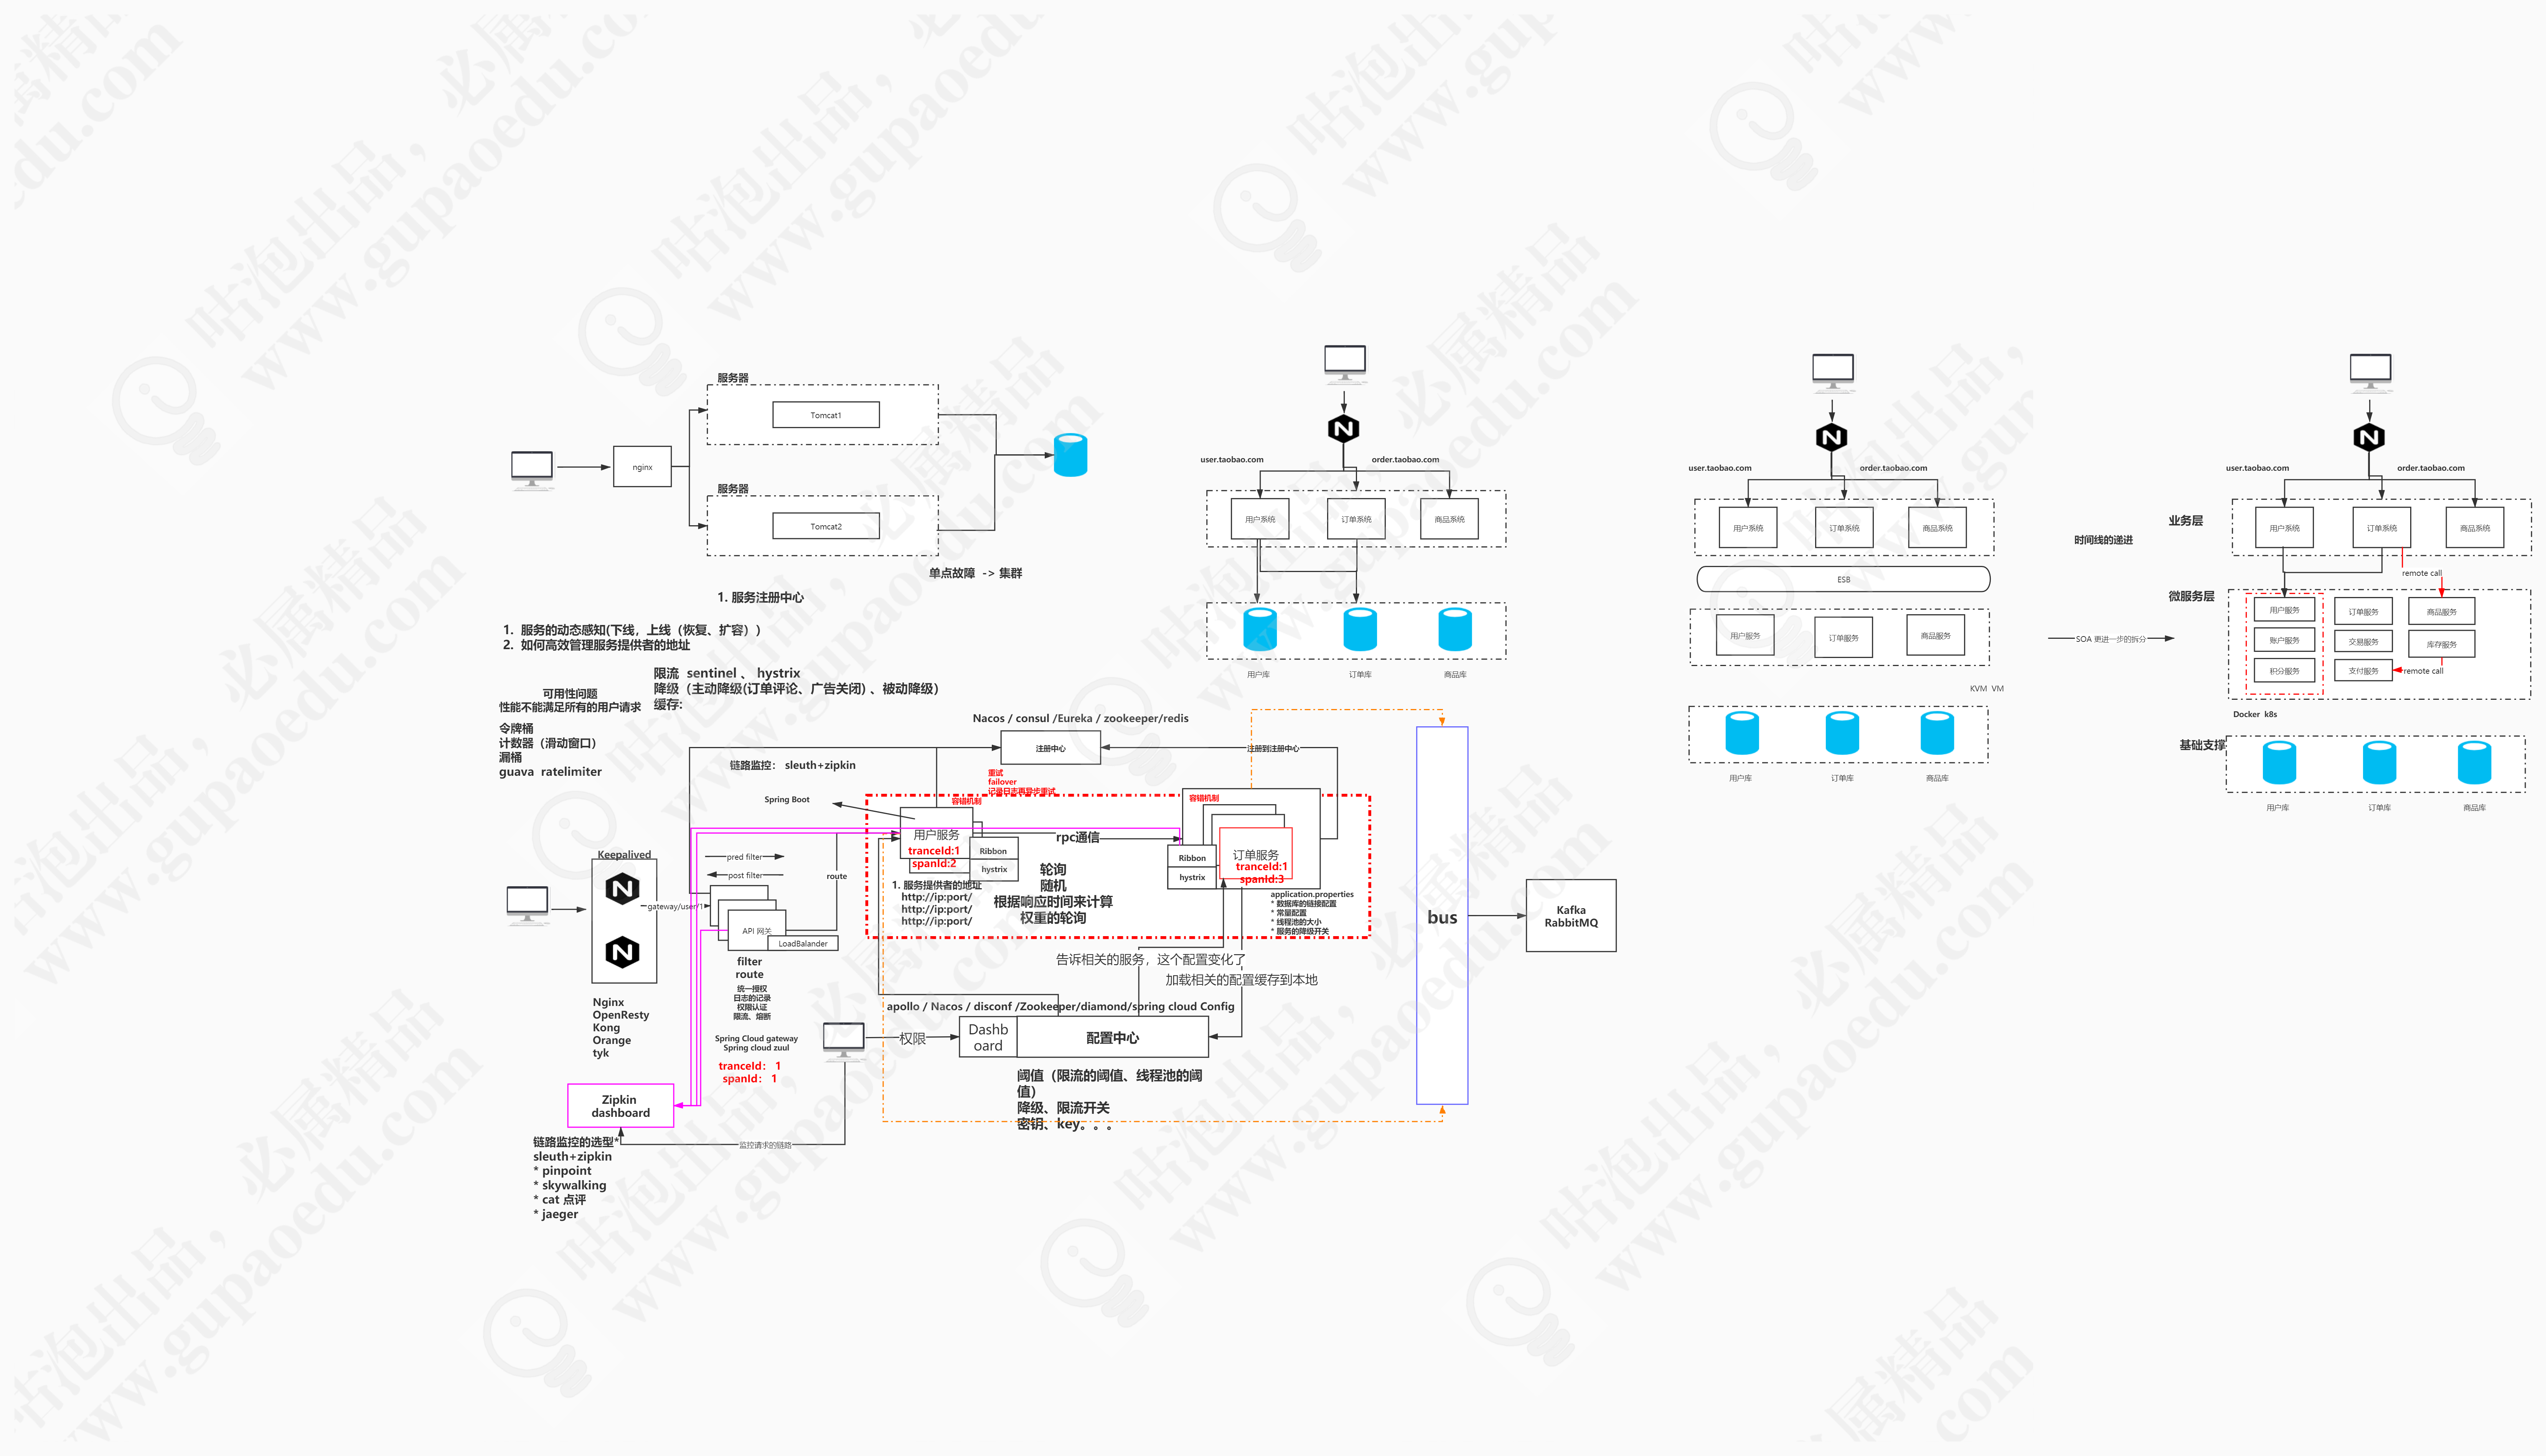 服务器
Tomcat1
nginx
服务器
Tomcat2
单点故障 -> 集群
1. 服务注册中心
1. 服务的动态感知(下线，上线（恢复、扩容））
2. 如何高效管理服务提供者的地址
限流 sentinel 、 hystrix
降级（主动降级(订单评论、广告关闭) 、被动降级）
缓存:
可用性问题
性能不能满足所有的用户请求
令牌桶
计数器（滑动窗口）
漏桶
guava ratelimiter
user.taobao.com
order.taobao.com
用户系统
订单系统
商品系统
用户库
订单库
商品库
user.taobao.com
order.taobao.com
用户系统
订单系统
商品系统
ESB
用户服务
订单服务
商品服务
KVM VM
用户库
订单库
商品库
时间线的递进
SOA 更进一步的拆分
user.taobao.com
order.taobao.com
业务层
用户系统
订单系统
商品系统
remote call
微服务层
用户服务
订单服务
商品服务
账户服务
交易服务
库存服务
积分服务
支付服务
remote call
Docker k8s
基础支撑
用户库
订单库
商品库
Nacos / consul /Eureka / zookeeper/redis
注册中心
注册到注册中心
链路监控： sleuth+zipkin
重试
failover
记录日志再异步重试
Spring Boot
容错机制
容错机制
用户服务
tranceId:1
spanId:2
Ribbon
hystrix
rpc通信
Ribbon
hystrix
订单服务
tranceId:1
spanId:3
轮询
随机
根据响应时间来计算
权重的轮询
1. 服务提供者的地址
http://ip:port/
http://ip:port/
http://ip:port/
application.properties
* 数据库的链接配置
* 常量配置
* 线程池的大小
* 服务的降级开关
Keepalived
pred filter
post filter
route
gateway/user/1
API 网关
LoadBalander
filter
route
统一授权
日志的记录
权限认证
限流、熔断
Spring Cloud gateway
Spring cloud zuul
tranceId： 1
spanId： 1
Nginx
OpenResty
Kong
Orange
tyk
告诉相关的服务，这个配置变化了
加载相关的配置缓存到本地
apollo / Nacos / disconf /Zookeeper/diamond/spring cloud Config
权限
Dashb
oard
配置中心
阈值（限流的阈值、线程池的阈
值）
降级、限流开关
密钥、key。。。
bus
Kafka
RabbitMQ
Zipkin
dashboard
监控请求的链路
链路监控的选型*
sleuth+zipkin
* pinpoint
* skywalking
* cat 点评
* jaeger
咕泡出品，必属精品
www.gupaoedu.com